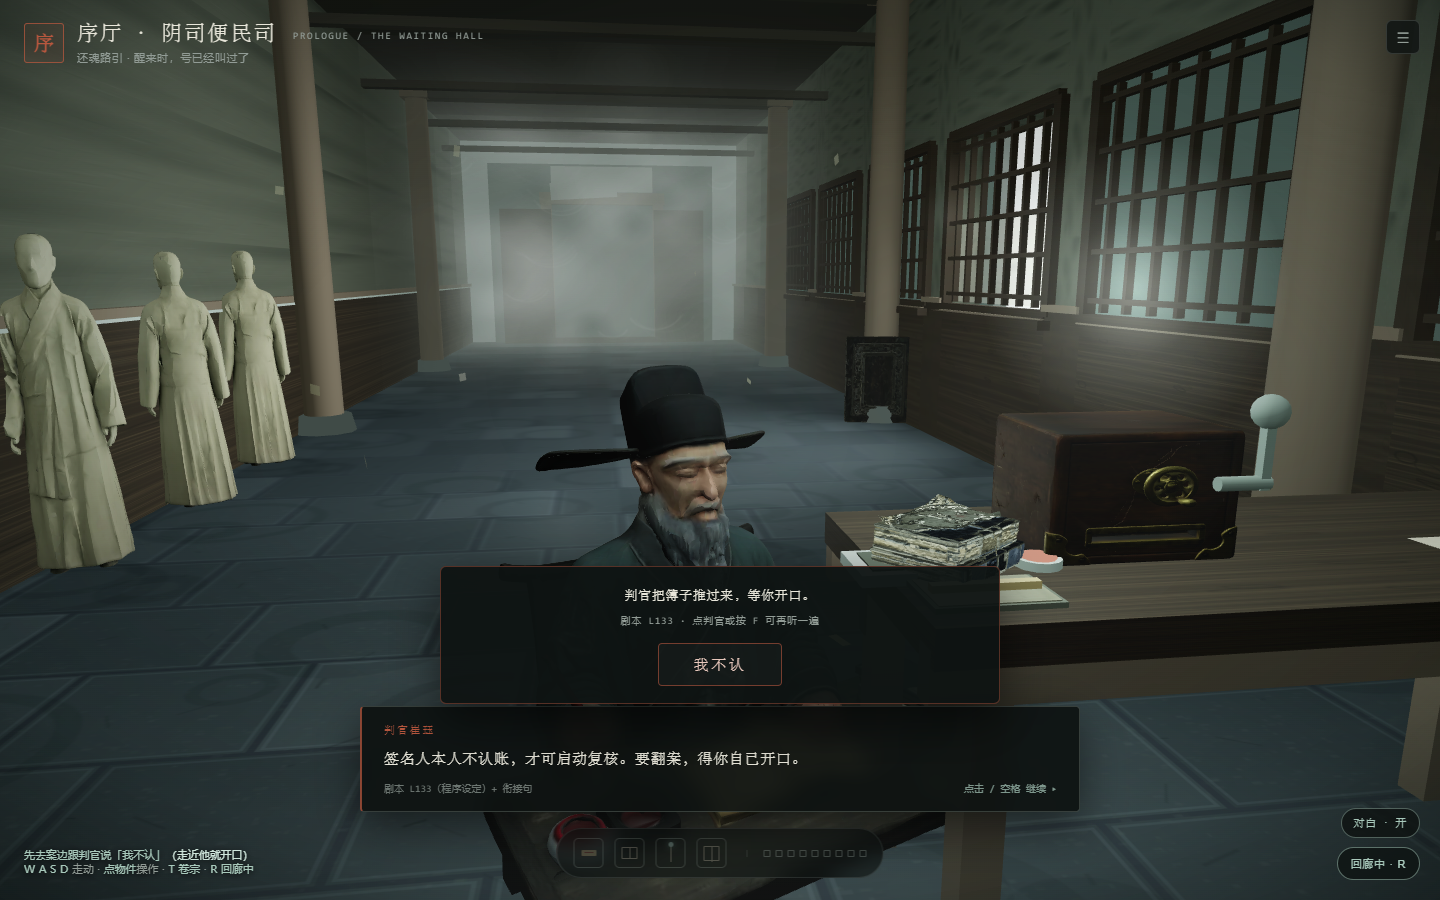 序
序厅 · 阴司便民司 PROLOGUE / THE WAITING HALL
还魂路引 · 醒来时，号已经叫过了
☰
判官把簿子推过来，等你开口。
剧本 L133 · 点判官或按 F 可再听一遍
我不认
判官崔珏
签名人本人不认账，才可启动复核。要翻案，得你自己开口。
剧本 L133（程序设定）+ 衔接句
点击 / 空格 继续 ▸
对白 · 开
先去案边跟判官说「我不认」（走近他就开口）
W A S D 走动 · 点物件操作 · T 卷宗 · R 回廊中
回廊中 · R